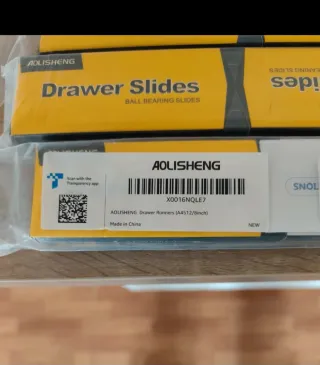 AOLISHENG
Drawer Slides
BALL BEARING SLIDES
Slides
AOLISHENG
Scan with the
Transparency app
X0016NQLE7
AOLISHENG Drawer Runners (A4512/
Made in China
NEW